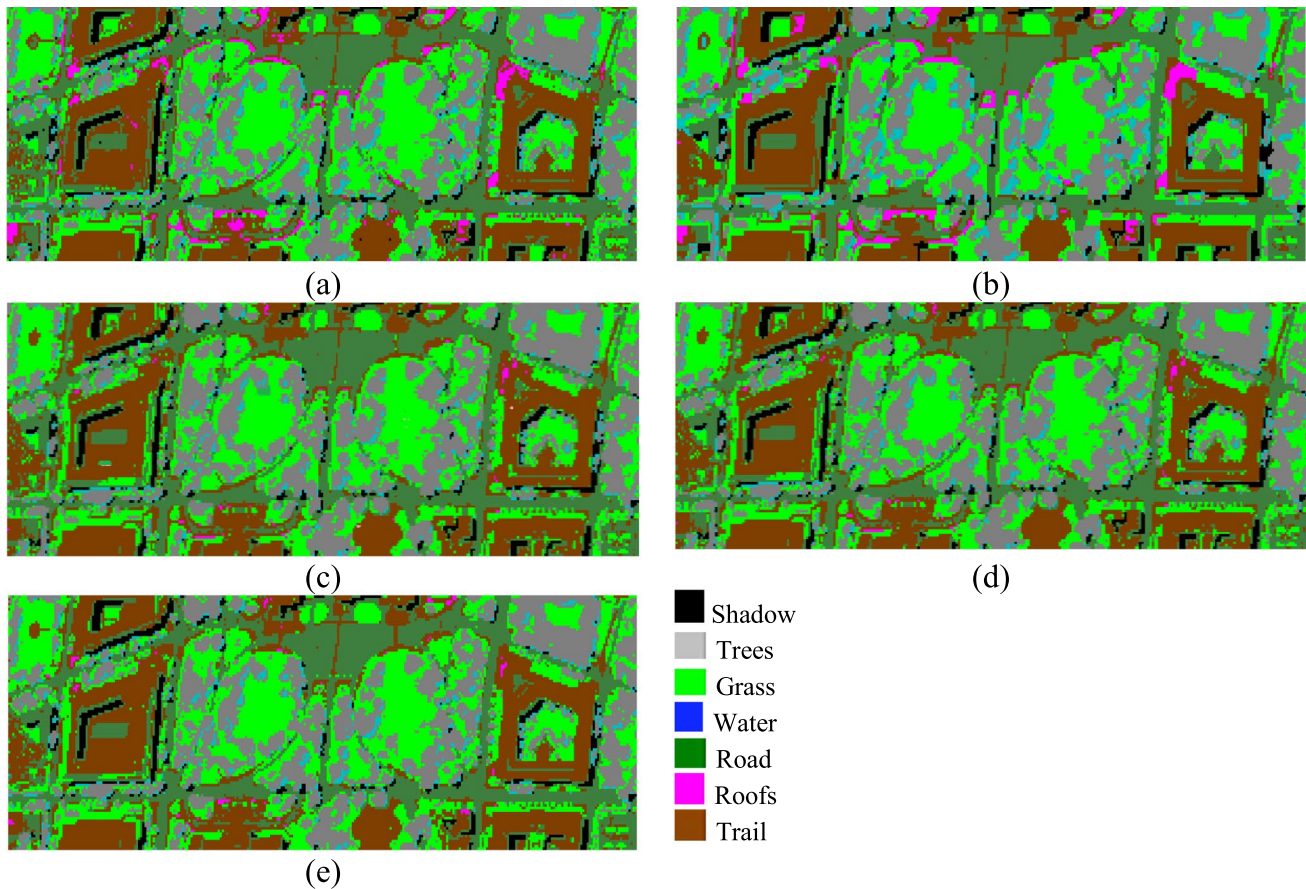 (a)
(b)
(c)
(d)
Shadow
Trees
Grass
Water
Road
Roofs
Trail
(e)